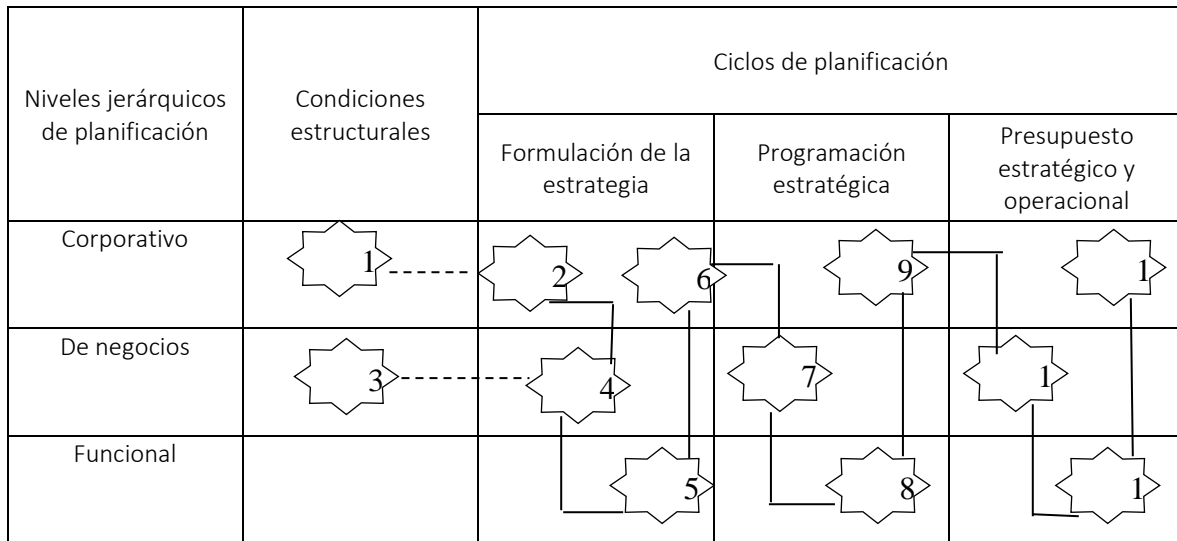 Niveles jerárquicos
de planificación
Condiciones
estructurales
Ciclos de planificación
Formulación de la
estrategia
Programación
estratégica
Presupuesto
estratégico y
operacional
Corporativo
1
2
6
9
1
De negocios
3
4
7
1
Funcional
5
8
1